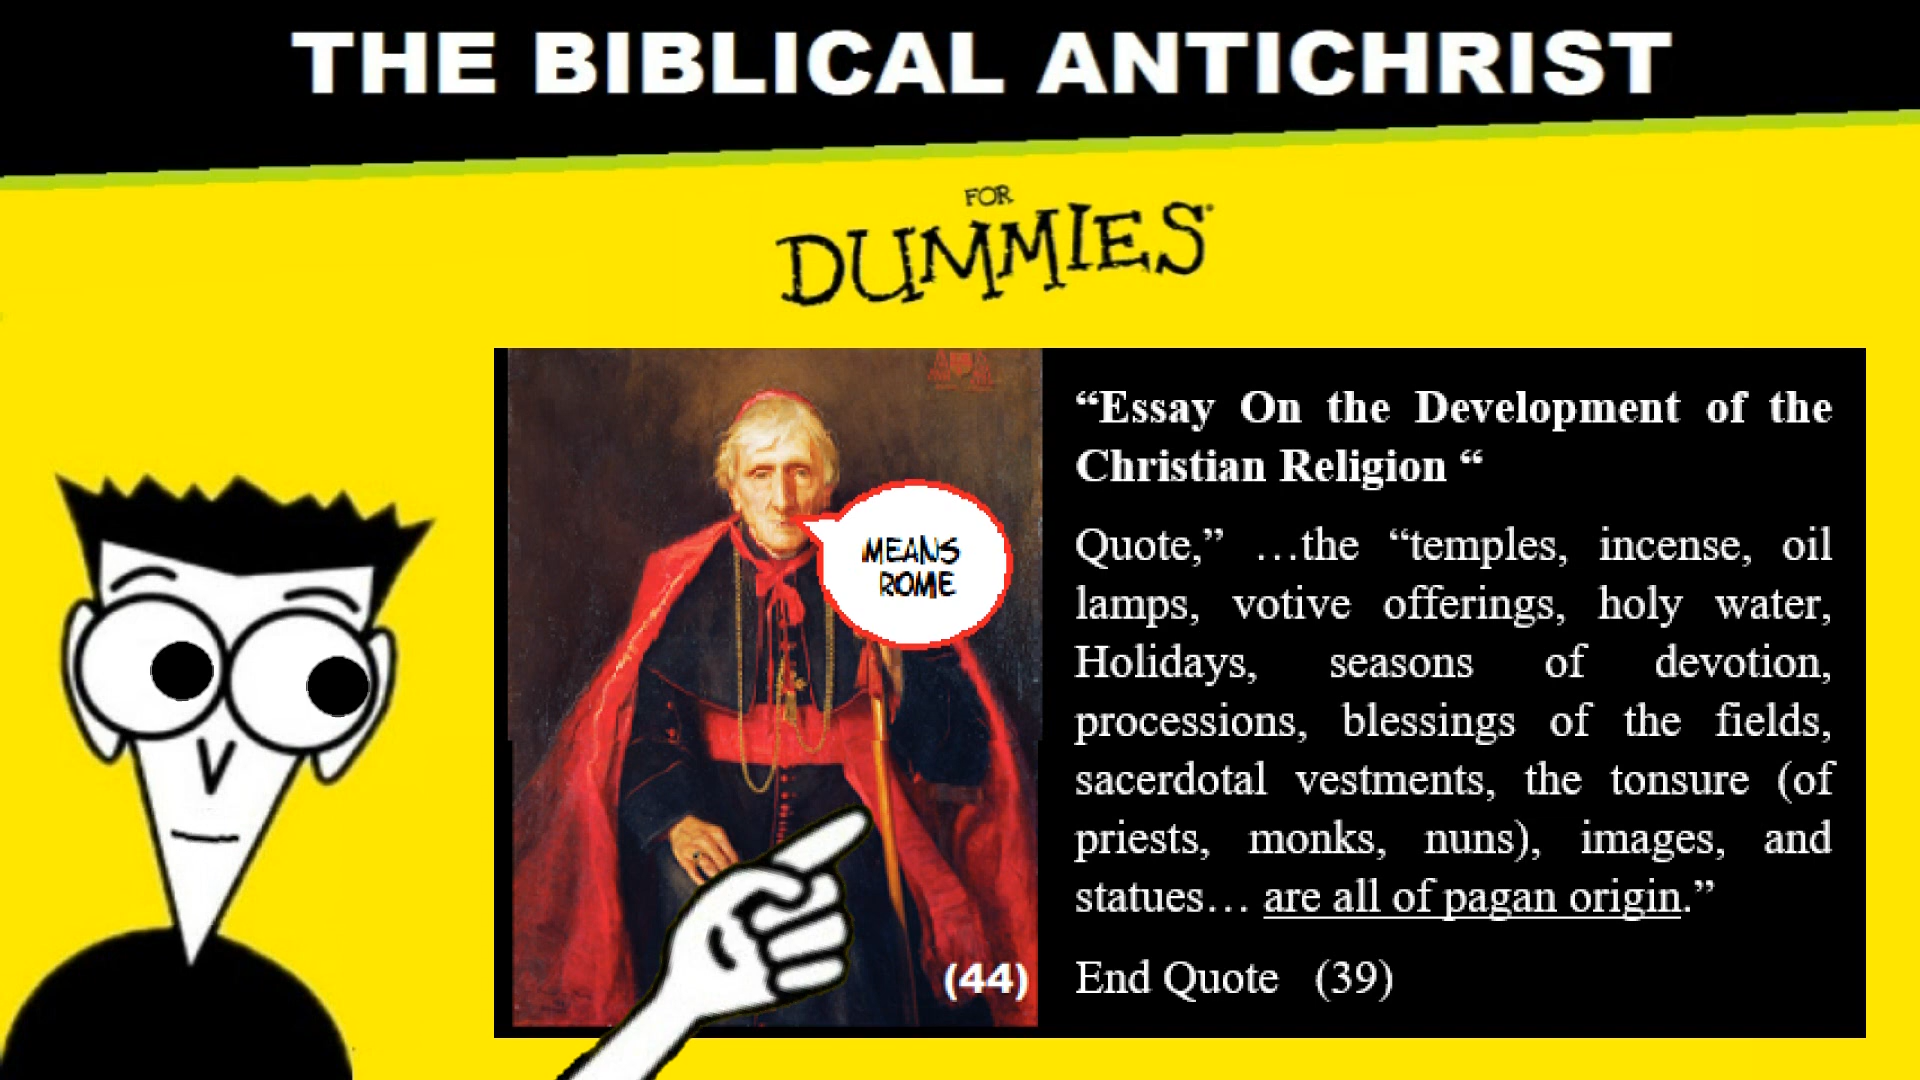 THE BIBLICAL ANTICHRIST
FOR
DUMMIES®
MEANS
ROME
(44)
“Essay On the Development of the
Christian Religion “
Quote,” …the “temples, incense, oil
lamps, votive offerings, holy water,
Holidays, seasons of devotion,
processions, blessings of the fields,
sacerdotal vestments, the tonsure (of
priests, monks, nuns), images, and
statues… are all of pagan origin.”
End Quote (39)